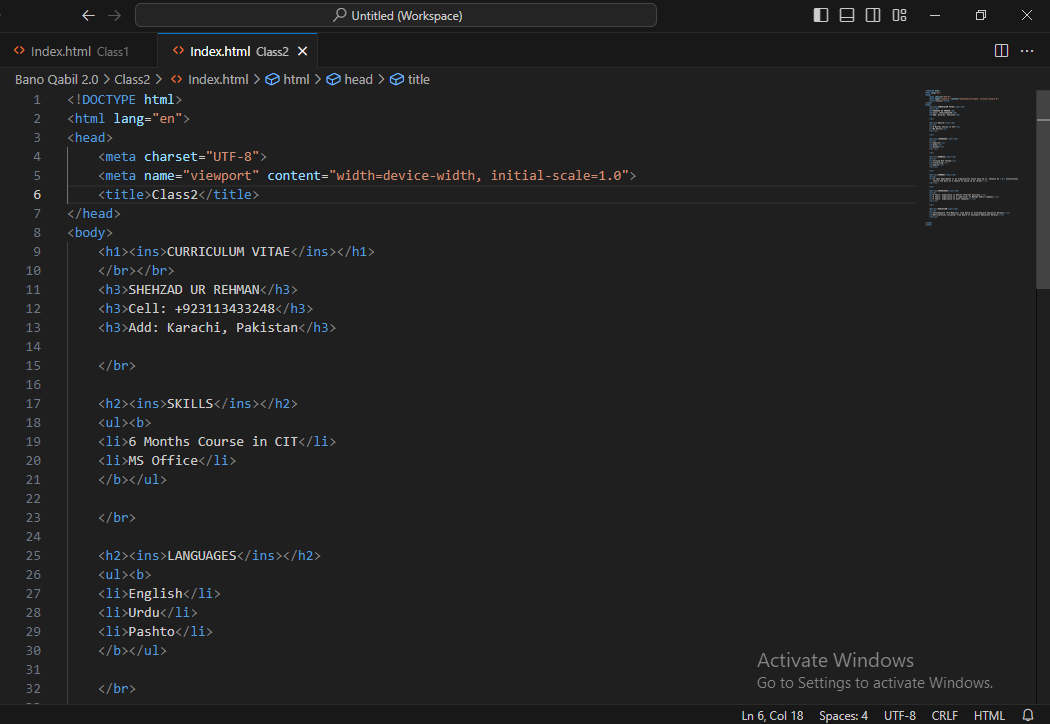 Untitled (Workspace)
Index.html Class1
Index.html Class2
Bano Qabil 2.0 > Class2 > Index.html > html > head > title
1 <!DOCTYPE html>
2 <html lang="en">
3 <head>
4 <meta charset="UTF-8">
5 <meta name="viewport" content="width=device-width, initial-scale=1.0">
6 <title>Class2</title>
7 </head>
8 <body>
9 <h1><ins>CURRICULUM VITAE</ins></h1>
10 </br></br>
11 <h3>SHEHZAD UR REHMAN</h3>
12 <h3>Cell: +923113433248</h3>
13 <h3>Add: Karachi, Pakistan</h3>
14
15 </br>
16
17 <h2><ins>SKILLS</ins></h2>
18 <ul><b>
19 <li>6 Months Course in CIT</li>
20 <li>MS Office</li>
21 </b></ul>
22
23 </br>
24
25 <h2><ins>LANGUAGES</ins></h2>
26 <ul><b>
27 <li>English</li>
28 <li>Urdu</li>
29 <li>Pashto</li>
30 </b></ul>
31
32 </br>
Activate Windows
Go to Settings to activate Windows.
Ln 6, Col 18 Spaces: 4 UTF-8 CRLF HTML